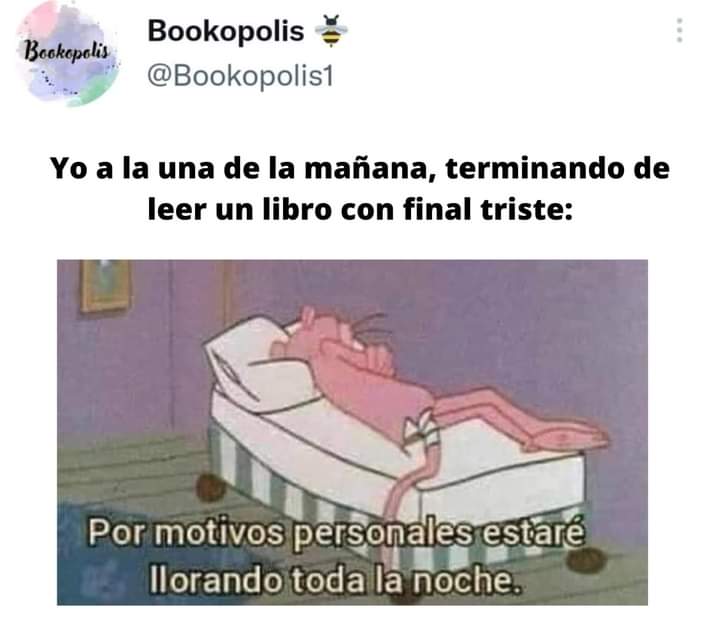 Bookopolis
Bookopolis 🐝
@Bookopolis1
Yo a la una de la mañana, terminando de
leer un libro con final triste:
Por motivos personales estaré
llorando toda la noche.